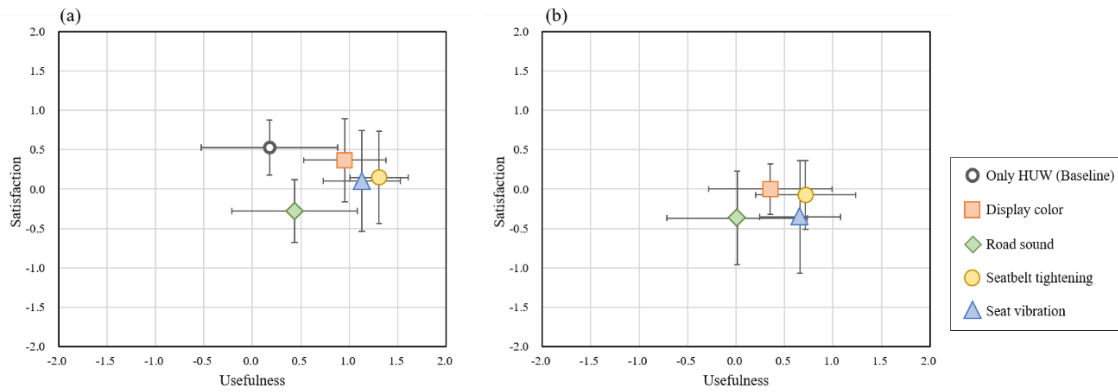 (a)
2.0
1.5
1.0
0.5
0.0
-0.5
-1.0
-1.5
-2.0
Satisfaction
-2.0 -1.5 -1.0 -0.5 0.0 0.5 1.0 1.5 2.0
Usefulness
(b)
2.0
1.5
1.0
0.5
0.0
-0.5
-1.0
-1.5
-2.0
Satisfaction
-2.0 -1.5 -1.0 -0.5 0.0 0.5 1.0 1.5 2.0
Usefulness
Only HUW (Baseline)
Display color
Road sound
Seatbelt tightening
Seat vibration